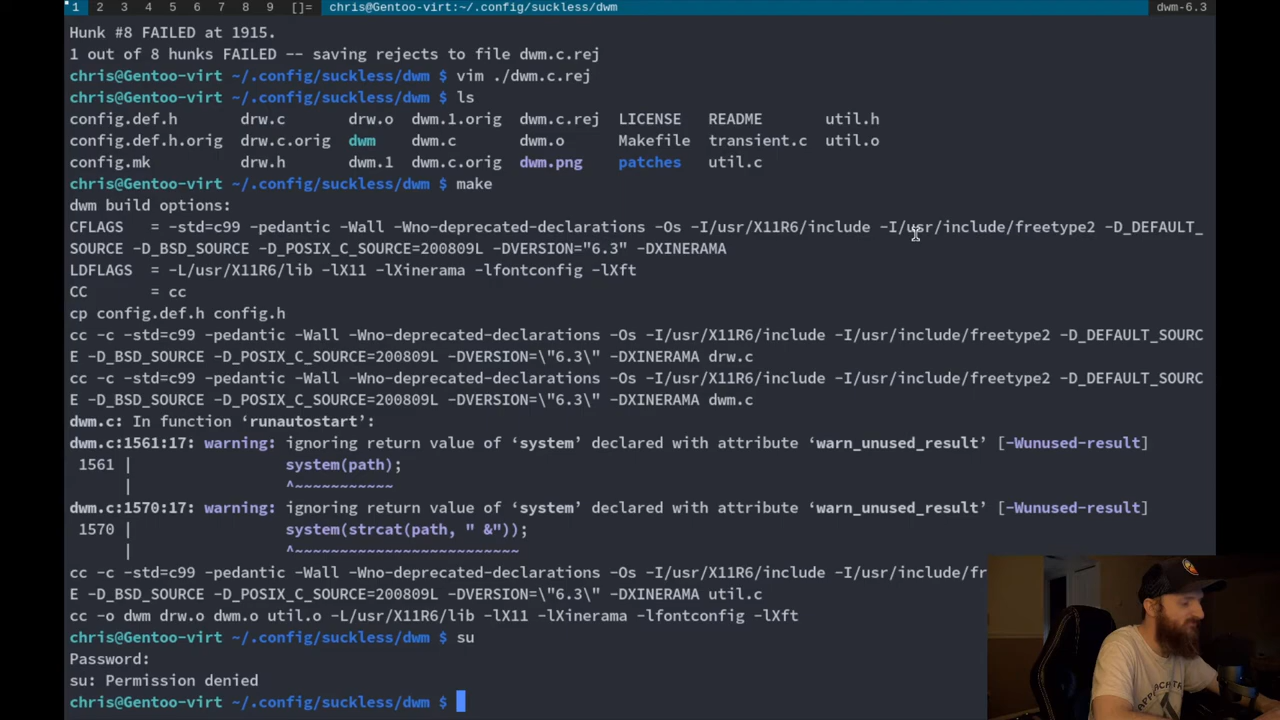 1 2 3 4 5 6 7 8 9 []= chris@Gentoo-virt:~/.config/suckless/dwm dwm-6.3
Hunk #8 FAILED at 1915.
1 out of 8 hunks FAILED -- saving rejects to file dwm.c.rej
chris@Gentoo-virt ~/.config/suckless/dwm $ vim ./dwm.c.rej
chris@Gentoo-virt ~/.config/suckless/dwm $ ls
config.def.h drw.c drw.o dwm.1.orig dwm.c.rej LICENSE README util.h
config.def.h.orig drw.c.orig dwm dwm.c dwm.o Makefile transient.c util.o
config.mk drw.h dwm.1 dwm.c.orig dwm.png patches util.c
chris@Gentoo-virt ~/.config/suckless/dwm $ make
dwm build options:
CFLAGS   = -std=c99 -pedantic -Wall -Wno-deprecated-declarations -Os -I/usr/X11R6/include -I/usr/include/freetype2 -D_DEFAULT_
SOURCE -D_BSD_SOURCE -D_POSIX_C_SOURCE=200809L -DVERSION="6.3" -DXINERAMA
LDFLAGS  = -L/usr/X11R6/lib -lX11 -lXinerama -lfontconfig -lXft
CC       = cc
cp config.def.h config.h
cc -c -std=c99 -pedantic -Wall -Wno-deprecated-declarations -Os -I/usr/X11R6/include -I/usr/include/freetype2 -D_DEFAULT_SOURC
E -D_BSD_SOURCE -D_POSIX_C_SOURCE=200809L -DVERSION=\"6.3\" -DXINERAMA drw.c
cc -c -std=c99 -pedantic -Wall -Wno-deprecated-declarations -Os -I/usr/X11R6/include -I/usr/include/freetype2 -D_DEFAULT_SOURC
E -D_BSD_SOURCE -D_POSIX_C_SOURCE=200809L -DVERSION=\"6.3\" -DXINERAMA dwm.c
dwm.c: In function ‘runautostart’:
dwm.c:1561:17: warning: ignoring return value of ‘system’ declared with attribute ‘warn_unused_result’ [-Wunused-result]
 1561 |                 system(path);
      |                 ^~~~~~~~~~~~
dwm.c:1570:17: warning: ignoring return value of ‘system’ declared with attribute ‘warn_unused_result’ [-Wunused-result]
 1570 |                 system(strcat(path, " &"));
      |                 ^~~~~~~~~~~~~~~~~~~~~~~~~~
cc -c -std=c99 -pedantic -Wall -Wno-deprecated-declarations -Os -I/usr/X11R6/include -I/usr/include/fr
E -D_BSD_SOURCE -D_POSIX_C_SOURCE=200809L -DVERSION=\"6.3\" -DXINERAMA util.c
cc -o dwm drw.o dwm.o util.o -L/usr/X11R6/lib -lX11 -lXinerama -lfontconfig -lXft
chris@Gentoo-virt ~/.config/suckless/dwm $ su
Password:
su: Permission denied
chris@Gentoo-virt ~/.config/suckless/dwm $